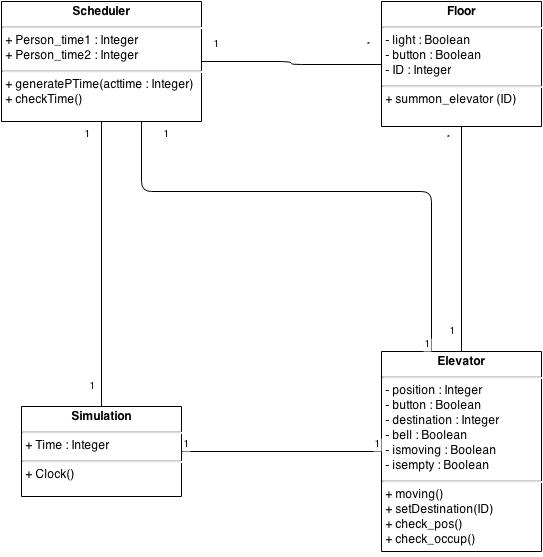 Scheduler
+ Person_time1 : Integer
+ Person_time2 : Integer
+ generatePTime(acttime : Integer)
+ checkTime()
Floor
- light : Boolean
- button : Boolean
- ID : Integer
+ summon_elevator (ID)
1
*
1
1
*
1
1
1
Elevator
- position : Integer
- button : Boolean
- destination : Integer
- bell : Boolean
- ismoving : Boolean
- isempty : Boolean
+ moving()
+ setDestination(ID)
+ check_pos()
+ check_occup()
Simulation
+ Time : Integer
+ Clock()
1
1